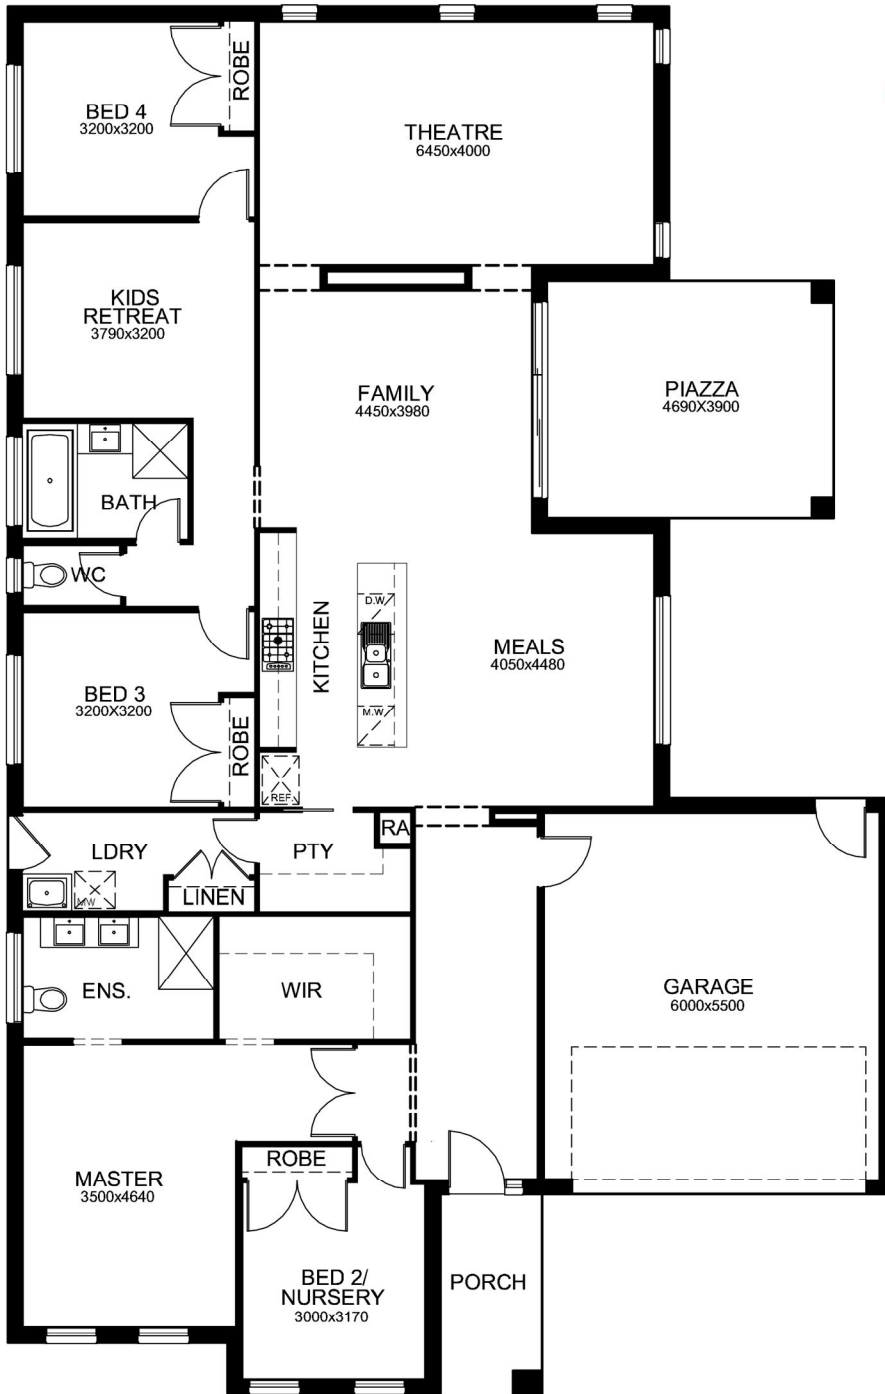 ROBE
BED 4
3200x3200
THEATRE
6450x4000
KIDS
RETREAT
3790x3200
FAMILY
4450x3980
PIAZZA
4690X3900
BATH
WC
D.W.
KITCHEN
MEALS
4050x4480
BED 3
3200X3200
M.W.
ROBE
REF.
LDRY
PTY
RA
MW
LINEN
ENS.
WIR
GARAGE
6000x5500
ROBE
MASTER
3500x4640
BED 2/
NURSERY
3000x3170
PORCH